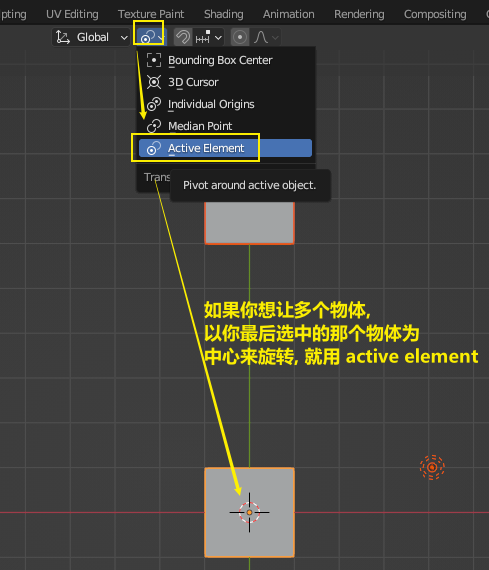 pting UV Editing Texture Paint Shading Animation Rendering Compositing
Global
Bounding Box Center
3D Cursor
Individual Origins
Median Point
Active Element
Trans
Pivot around active object.
如果你想让多个物体,
以你最后选中的那个物体为
中心来旋转, 就用 active element